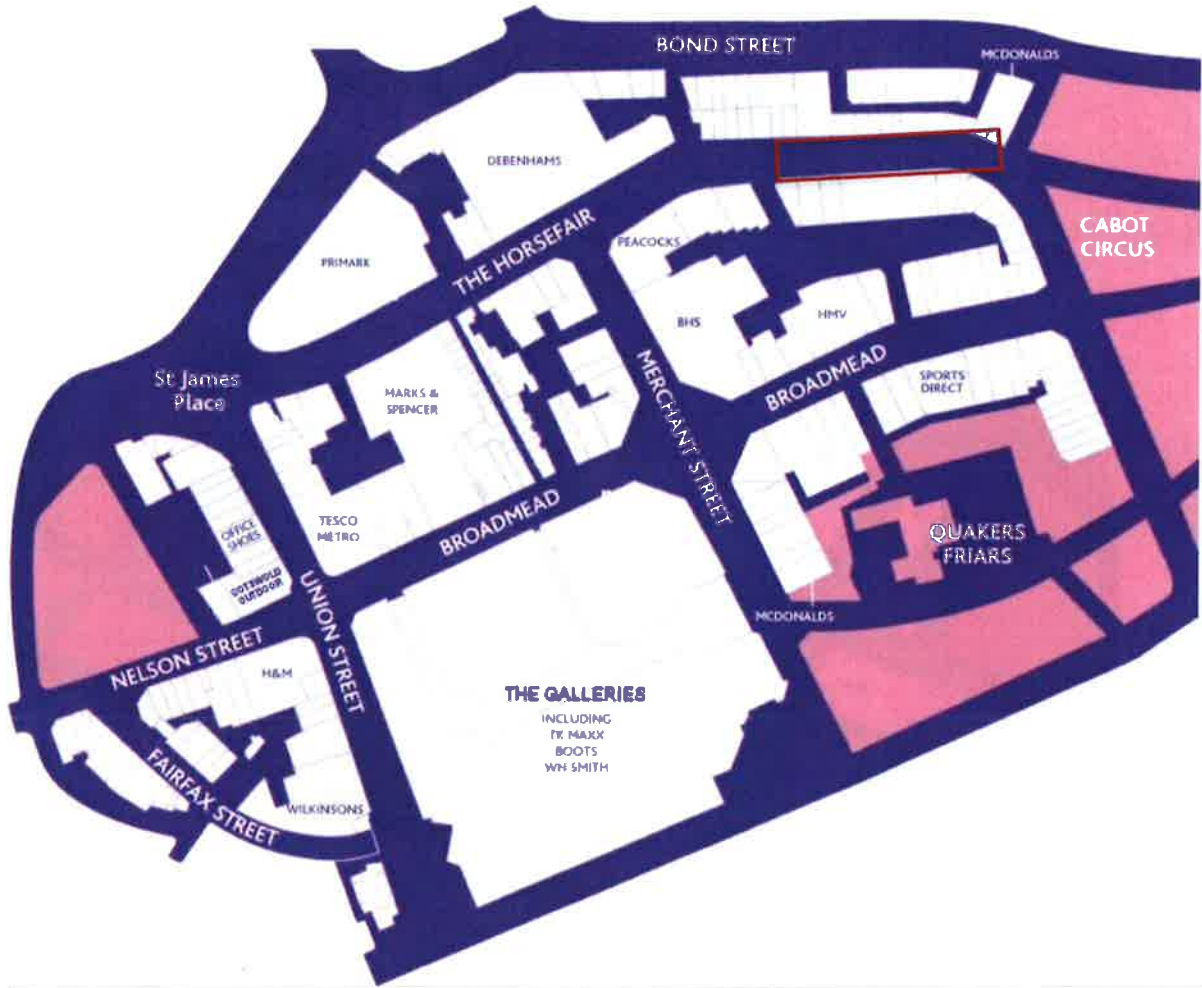 BOND STREET
MCDONALDS
DEBENHAMS
PRIMARK
THE HORSEFAIR
PEACOCKS
CABOT
CIRCUS
BHS
HMV
MERCHANT STREET
BROADMEAD
SPORTS
DIRECT
St James
Place
MARKS &
SPENCER
OFFICE
SHOES
TESCO
METRO
BROADMEAD
QUAKERS
FRIARS
COTSWOLD
OUTDOOR
UNION STREET
MCDONALDS
NELSON STREET
H&M
THE GALLERIES
INCLUDING
TK MAXX
BOOTS
WH SMITH
FAIRFAX STREET
WILKINSONS